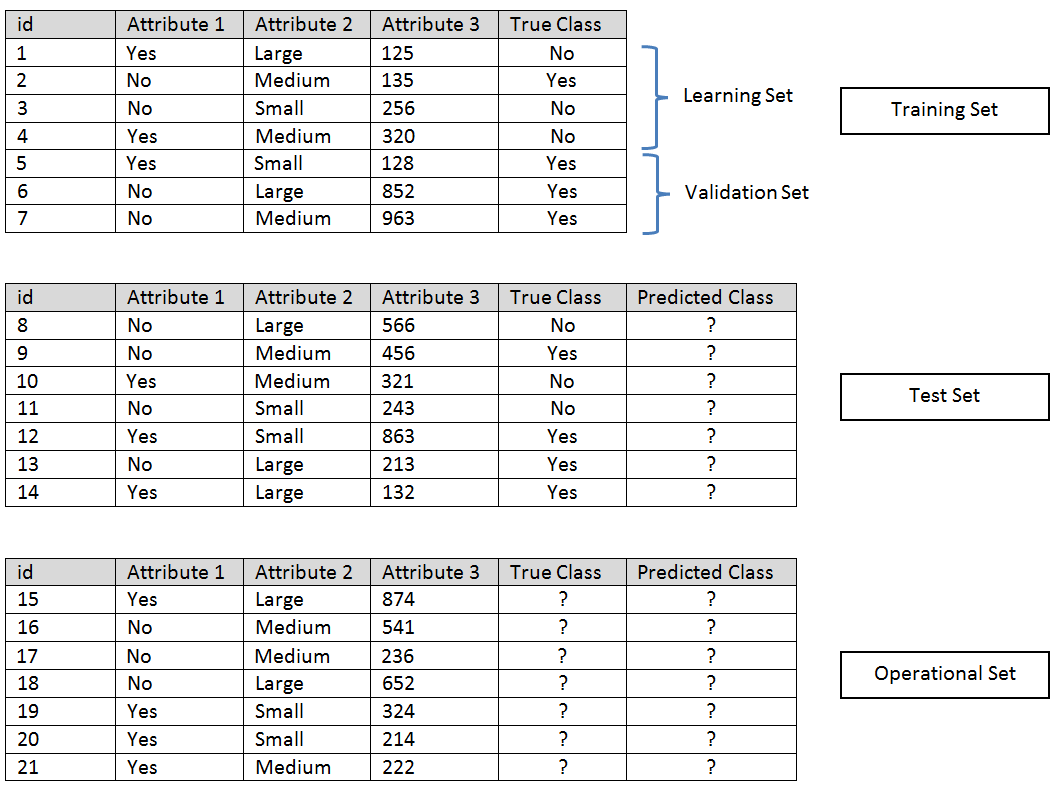 id Attribute 1 Attribute 2 Attribute 3 True Class
1 Yes Large 125 No
2 No Medium 135 Yes
3 No Small 256 No
4 Yes Medium 320 No
5 Yes Small 128 Yes
6 No Large 852 Yes
7 No Medium 963 Yes
Learning Set
Validation Set
Training Set
id Attribute 1 Attribute 2 Attribute 3 True Class Predicted Class
8 No Large 566 No ?
9 No Medium 456 Yes ?
10 Yes Medium 321 No ?
11 No Small 243 No ?
12 Yes Small 863 Yes ?
13 No Large 213 Yes ?
14 Yes Large 132 Yes ?
Test Set
id Attribute 1 Attribute 2 Attribute 3 True Class Predicted Class
15 Yes Large 874 ? ?
16 No Medium 541 ? ?
17 No Medium 236 ? ?
18 No Large 652 ? ?
19 Yes Small 324 ? ?
20 Yes Small 214 ? ?
21 Yes Medium 222 ? ?
Operational Set